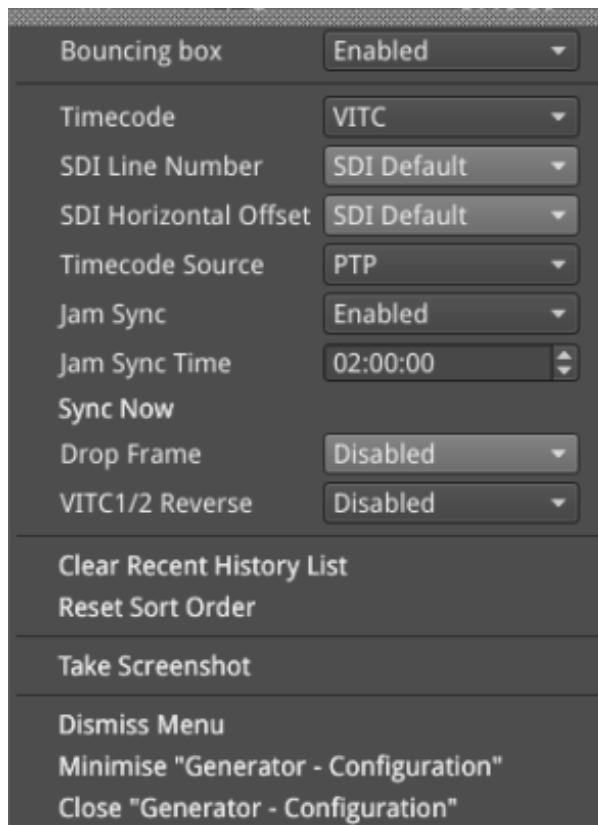 Bouncing box Enabled
Timecode VITC
SDI Line Number SDI Default
SDI Horizontal Offset SDI Default
Timecode Source PTP
Jam Sync Enabled
Jam Sync Time 02:00:00
Sync Now
Drop Frame Disabled
VITC1/2 Reverse Disabled
Clear Recent History List
Reset Sort Order
Take Screenshot
Dismiss Menu
Minimise "Generator - Configuration"
Close "Generator - Configuration"